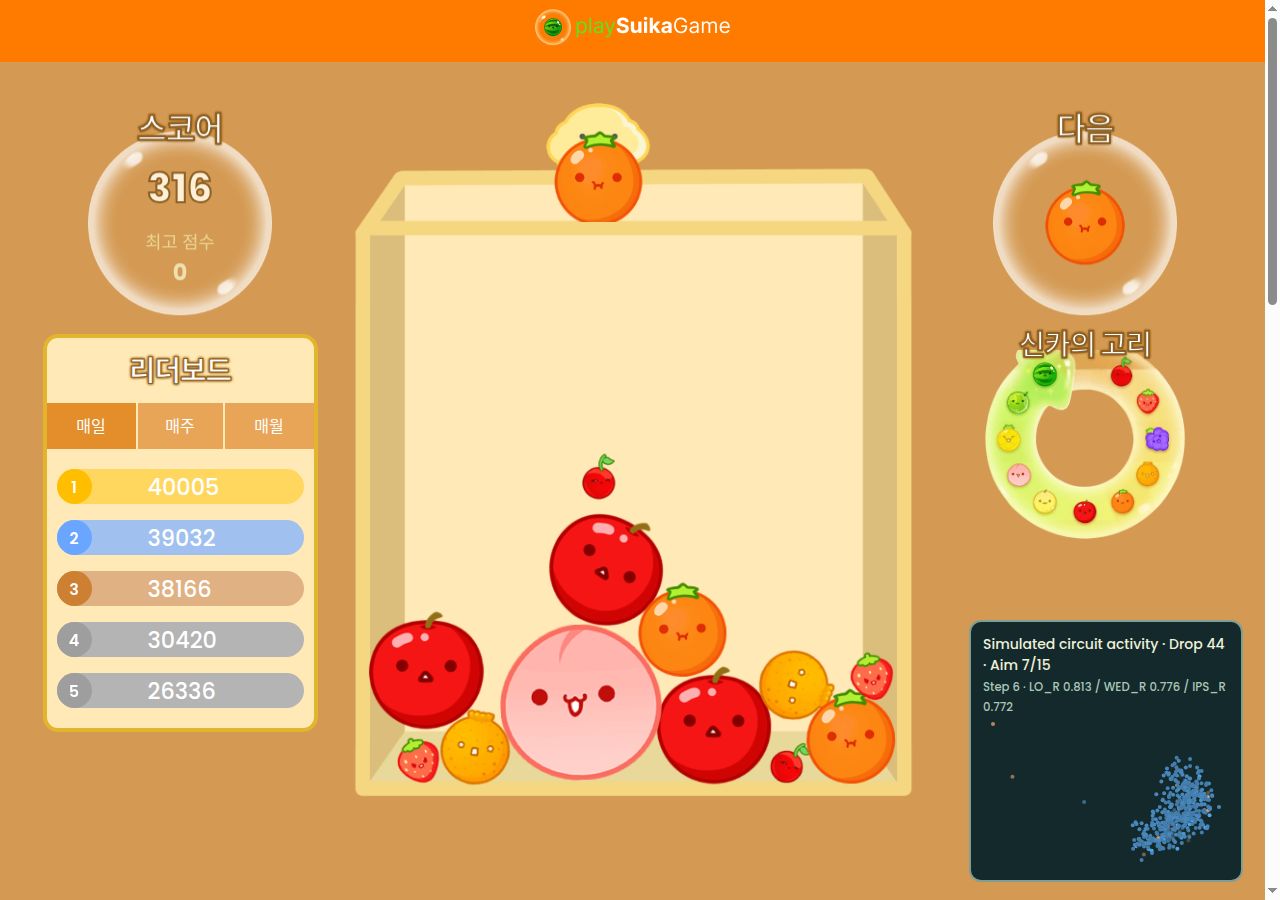 playSuikaGame
스코어
316
최고 점수
0
다음
신카의 고리
리더보드
매일 매주 매월
1 40005
2 39032
3 38166
4 30420
5 26336
Simulated circuit activity · Drop 44
· Aim 7/15
Step 6 · LO_R 0.813 / WED_R 0.776 / IPS_R
0.772